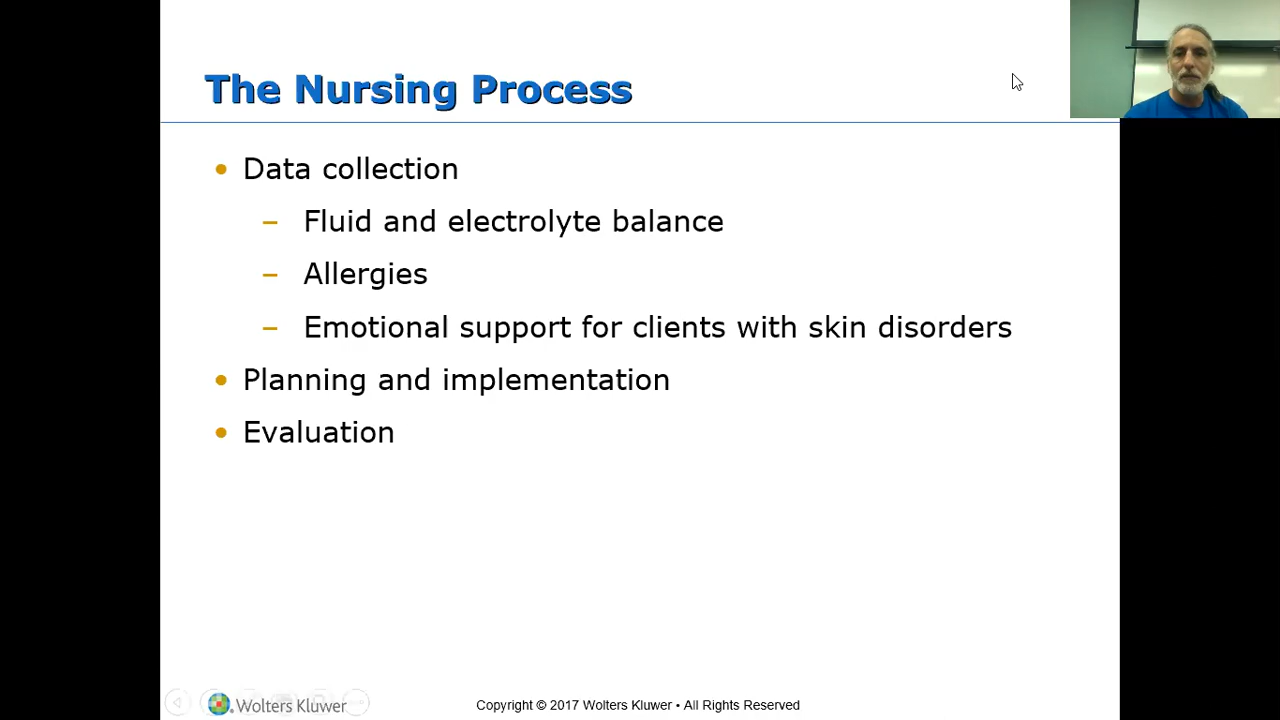 The Nursing Process
• Data collection
– Fluid and electrolyte balance
– Allergies
– Emotional support for clients with skin disorders
• Planning and implementation
• Evaluation
Wolters Kluwer
Copyright © 2017 Wolters Kluwer • All Rights Reserved